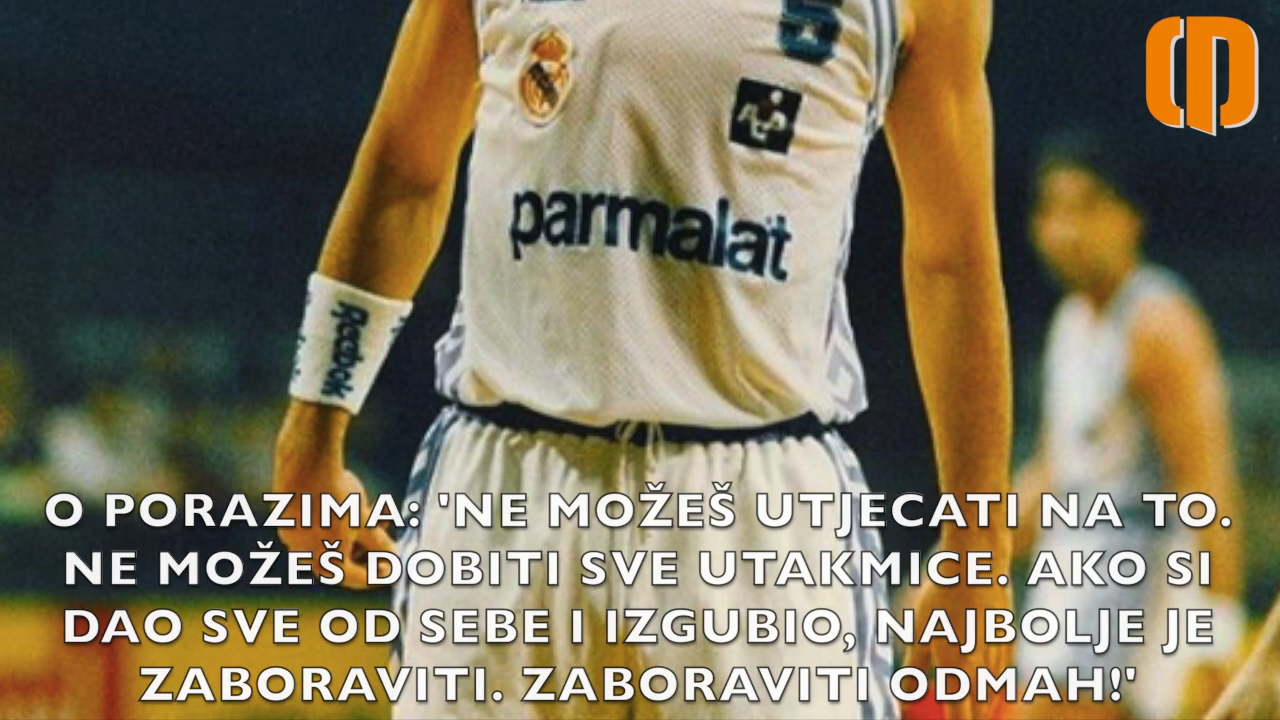 5
parmalat
Reebok
O PORAZIMA: 'NE MOŽEŠ UTJECATI NA TO.
NE MOŽEŠ DOBITI SVE UTAKMICE. AKO SI
DAO SVE OD SEBE I IZGUBIO, NAJBOLJE JE
ZABORAVITI. ZABORAVITI ODMAH!'